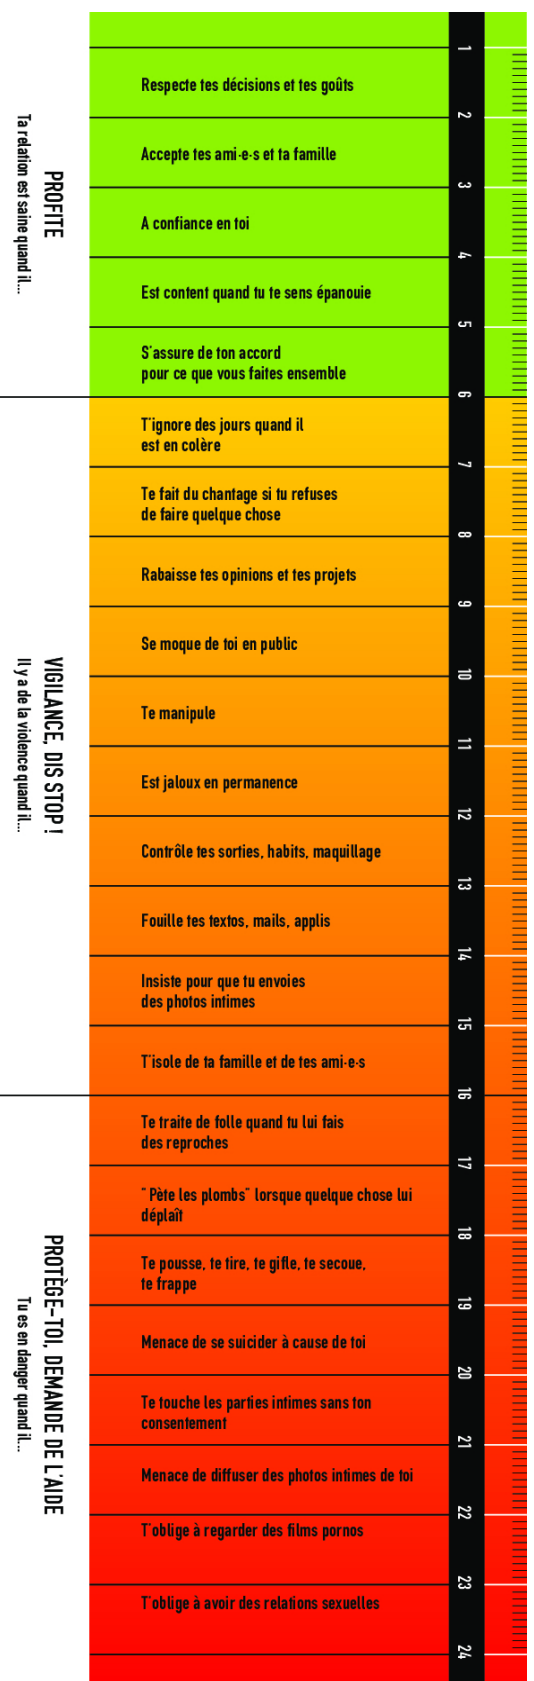 PROFITE
Ta relation est saine quand il...
1
Respecte tes décisions et tes goûts
2
Accepte tes ami·e·s et ta famille
3
A confiance en toi
4
Est content quand tu te sens épanouie
5
S'assure de ton accord
pour ce que vous faites ensemble
6
VIGILANCE, DIS STOP !
Il y a de la violence quand il...
T'ignore des jours quand il
est en colère
7
Te fait du chantage si tu refuses
de faire quelque chose
8
Rabaisse tes opinions et tes projets
9
Se moque de toi en public
10
Te manipule
11
Est jaloux en permanence
12
Contrôle tes sorties, habits, maquillage
13
Fouille tes textos, mails, applis
14
Insiste pour que tu envoies
des photos intimes
15
T'isole de ta famille et de tes ami·e·s
16
PROTÈGE-TOI, DEMANDE DE L'AIDE
Tu es en danger quand il...
Te traite de folle quand tu lui fais
des reproches
17
"Pète les plombs" lorsque quelque chose lui
déplaît
18
Te pousse, te tire, te gifle, te secoue,
te frappe
19
Menace de se suicider à cause de toi
20
Te touche les parties intimes sans ton
consentement
21
Menace de diffuser des photos intimes de toi
22
T'oblige à regarder des films pornos
23
T'oblige à avoir des relations sexuelles
24